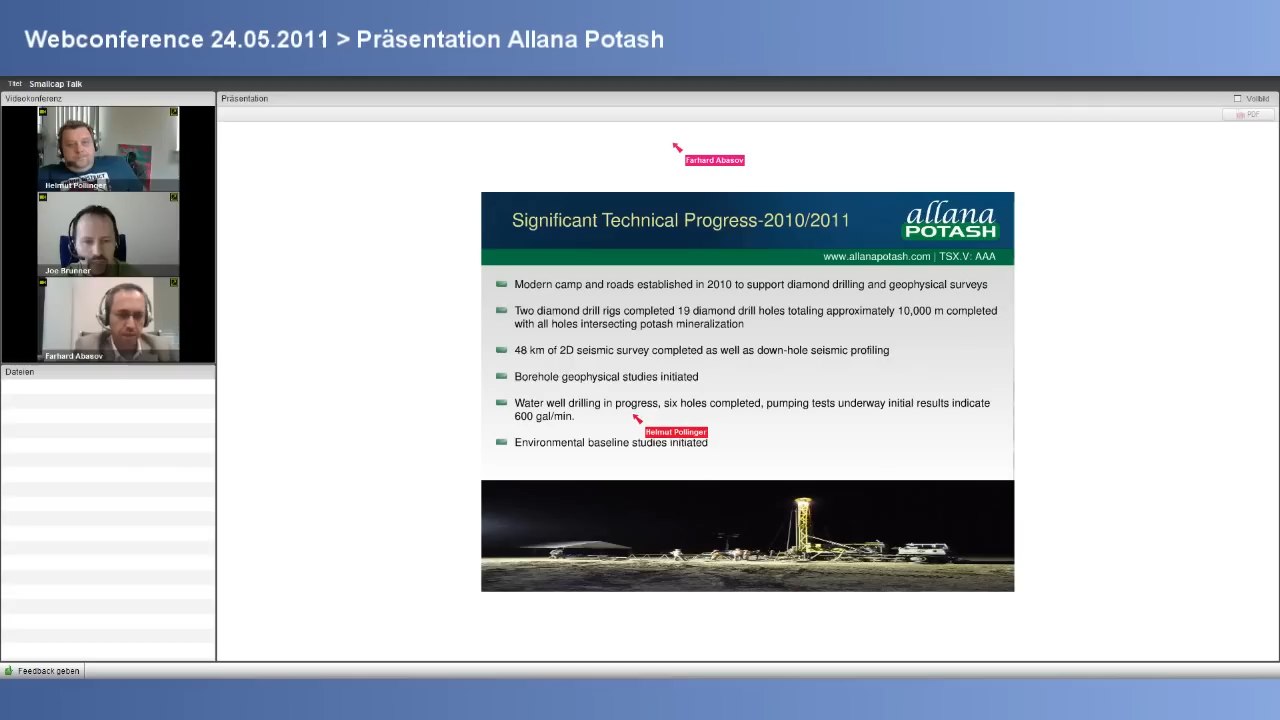 Webconference 24.05.2011 > Präsentation Allana Potash
Titel Smallcap Talk
Videokonferenz
Präsentation
Vollbild
PDF
Helmut Pollinger
Joe Brunner
Farhard Abasov
Dateien
Farhard Abasov
Significant Technical Progress-2010/2011
allana
POTASH
www.allanapotash.com | TSX.V: AAA
Modern camp and roads established in 2010 to support diamond drilling and geophysical surveys
Two diamond drill rigs completed 19 diamond drill holes totaling approximately 10,000 m completed
with all holes intersecting potash mineralization
48 km of 2D seismic survey completed as well as down-hole seismic profiling
Borehole geophysical studies initiated
Water well drilling in progress, six holes completed, pumping tests underway initial results indicate
600 gal/min.
Helmut Pollinger
Environmental baseline studies initiated
Feedback geben